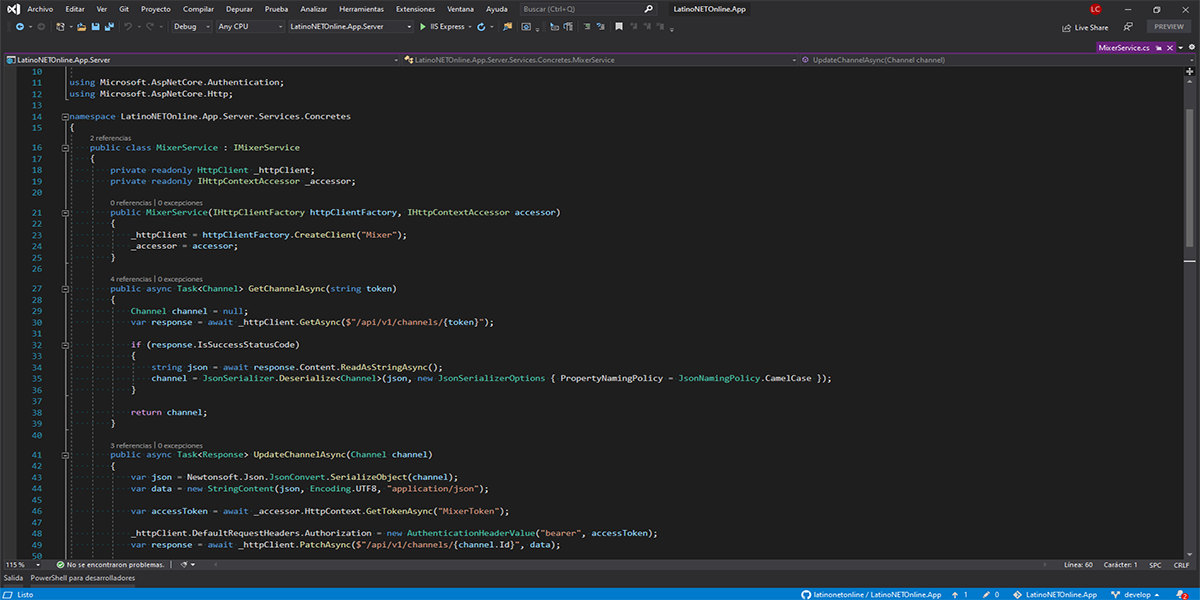 Archivo Editar Ver Git Proyecto Compilar Depurar Prueba Analizar Herramientas Extensiones Ventana Ayuda Buscar (Ctrl+Q) LatinoNETOnline.App LC
Debug Any CPU LatinoNETOnline.App.Server IIS Express Live Share PREVIEW
MixerService.cs
LatinoNETOnline.App.Server LatinoNETOnline.App.Server.Services.Concretes.MixerService UpdateChannelAsync(Channel channel)
10
11 using Microsoft.AspNetCore.Authentication;
12 using Microsoft.AspNetCore.Http;
13
14 namespace LatinoNETOnline.App.Server.Services.Concretes
15 {
2 referencias
16 public class MixerService : IMixerService
17 {
18 private readonly HttpClient _httpClient;
19 private readonly IHttpContextAccessor _accessor;
20
0 referencias | 0 excepciones
21 public MixerService(IHttpClientFactory httpClientFactory, IHttpContextAccessor accessor)
22 {
23 _httpClient = httpClientFactory.CreateClient("Mixer");
24 _accessor = accessor;
25 }
26
4 referencias | 0 excepciones
27 public async Task<Channel> GetChannelAsync(string token)
28 {
29 Channel channel = null;
30 var response = await _httpClient.GetAsync($"/api/v1/channels/{token}");
31
32 if (response.IsSuccessStatusCode)
33 {
34 string json = await response.Content.ReadAsStringAsync();
35 channel = JsonSerializer.Deserialize<Channel>(json, new JsonSerializerOptions { PropertyNamingPolicy = JsonNamingPolicy.CamelCase });
36 }
37
38 return channel;
39 }
40
3 referencias | 0 excepciones
41 public async Task<Response> UpdateChannelAsync(Channel channel)
42 {
43 var json = Newtonsoft.Json.JsonConvert.SerializeObject(channel);
44 var data = new StringContent(json, Encoding.UTF8, "application/json");
45
46 var accessToken = await _accessor.HttpContext.GetTokenAsync("MixerToken");
47
48 _httpClient.DefaultRequestHeaders.Authorization = new AuthenticationHeaderValue("bearer", accessToken);
49 var response = await _httpClient.PatchAsync($"/api/v1/channels/{channel.Id}", data);
50
115 % No se encontraron problemas. Línea: 60 Carácter: 1 SPC CRLF
Salida PowerShell para desarrolladores
Listo latinonetonline / LatinoNETOnline.App 1 0 LatinoNETOnline.App develop 2